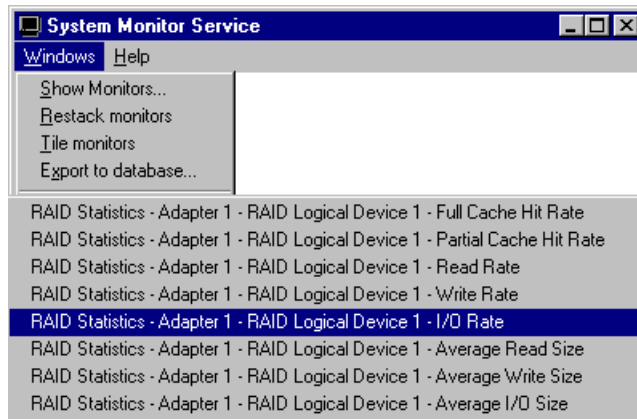 System Monitor Service
Windows Help
Show Monitors...
Restack monitors
Tile monitors
Export to database...
RAID Statistics - Adapter 1 - RAID Logical Device 1 - Full Cache Hit Rate
RAID Statistics - Adapter 1 - RAID Logical Device 1 - Partial Cache Hit Rate
RAID Statistics - Adapter 1 - RAID Logical Device 1 - Read Rate
RAID Statistics - Adapter 1 - RAID Logical Device 1 - Write Rate
RAID Statistics - Adapter 1 - RAID Logical Device 1 - I/O Rate
RAID Statistics - Adapter 1 - RAID Logical Device 1 - Average Read Size
RAID Statistics - Adapter 1 - RAID Logical Device 1 - Average Write Size
RAID Statistics - Adapter 1 - RAID Logical Device 1 - Average I/O Size